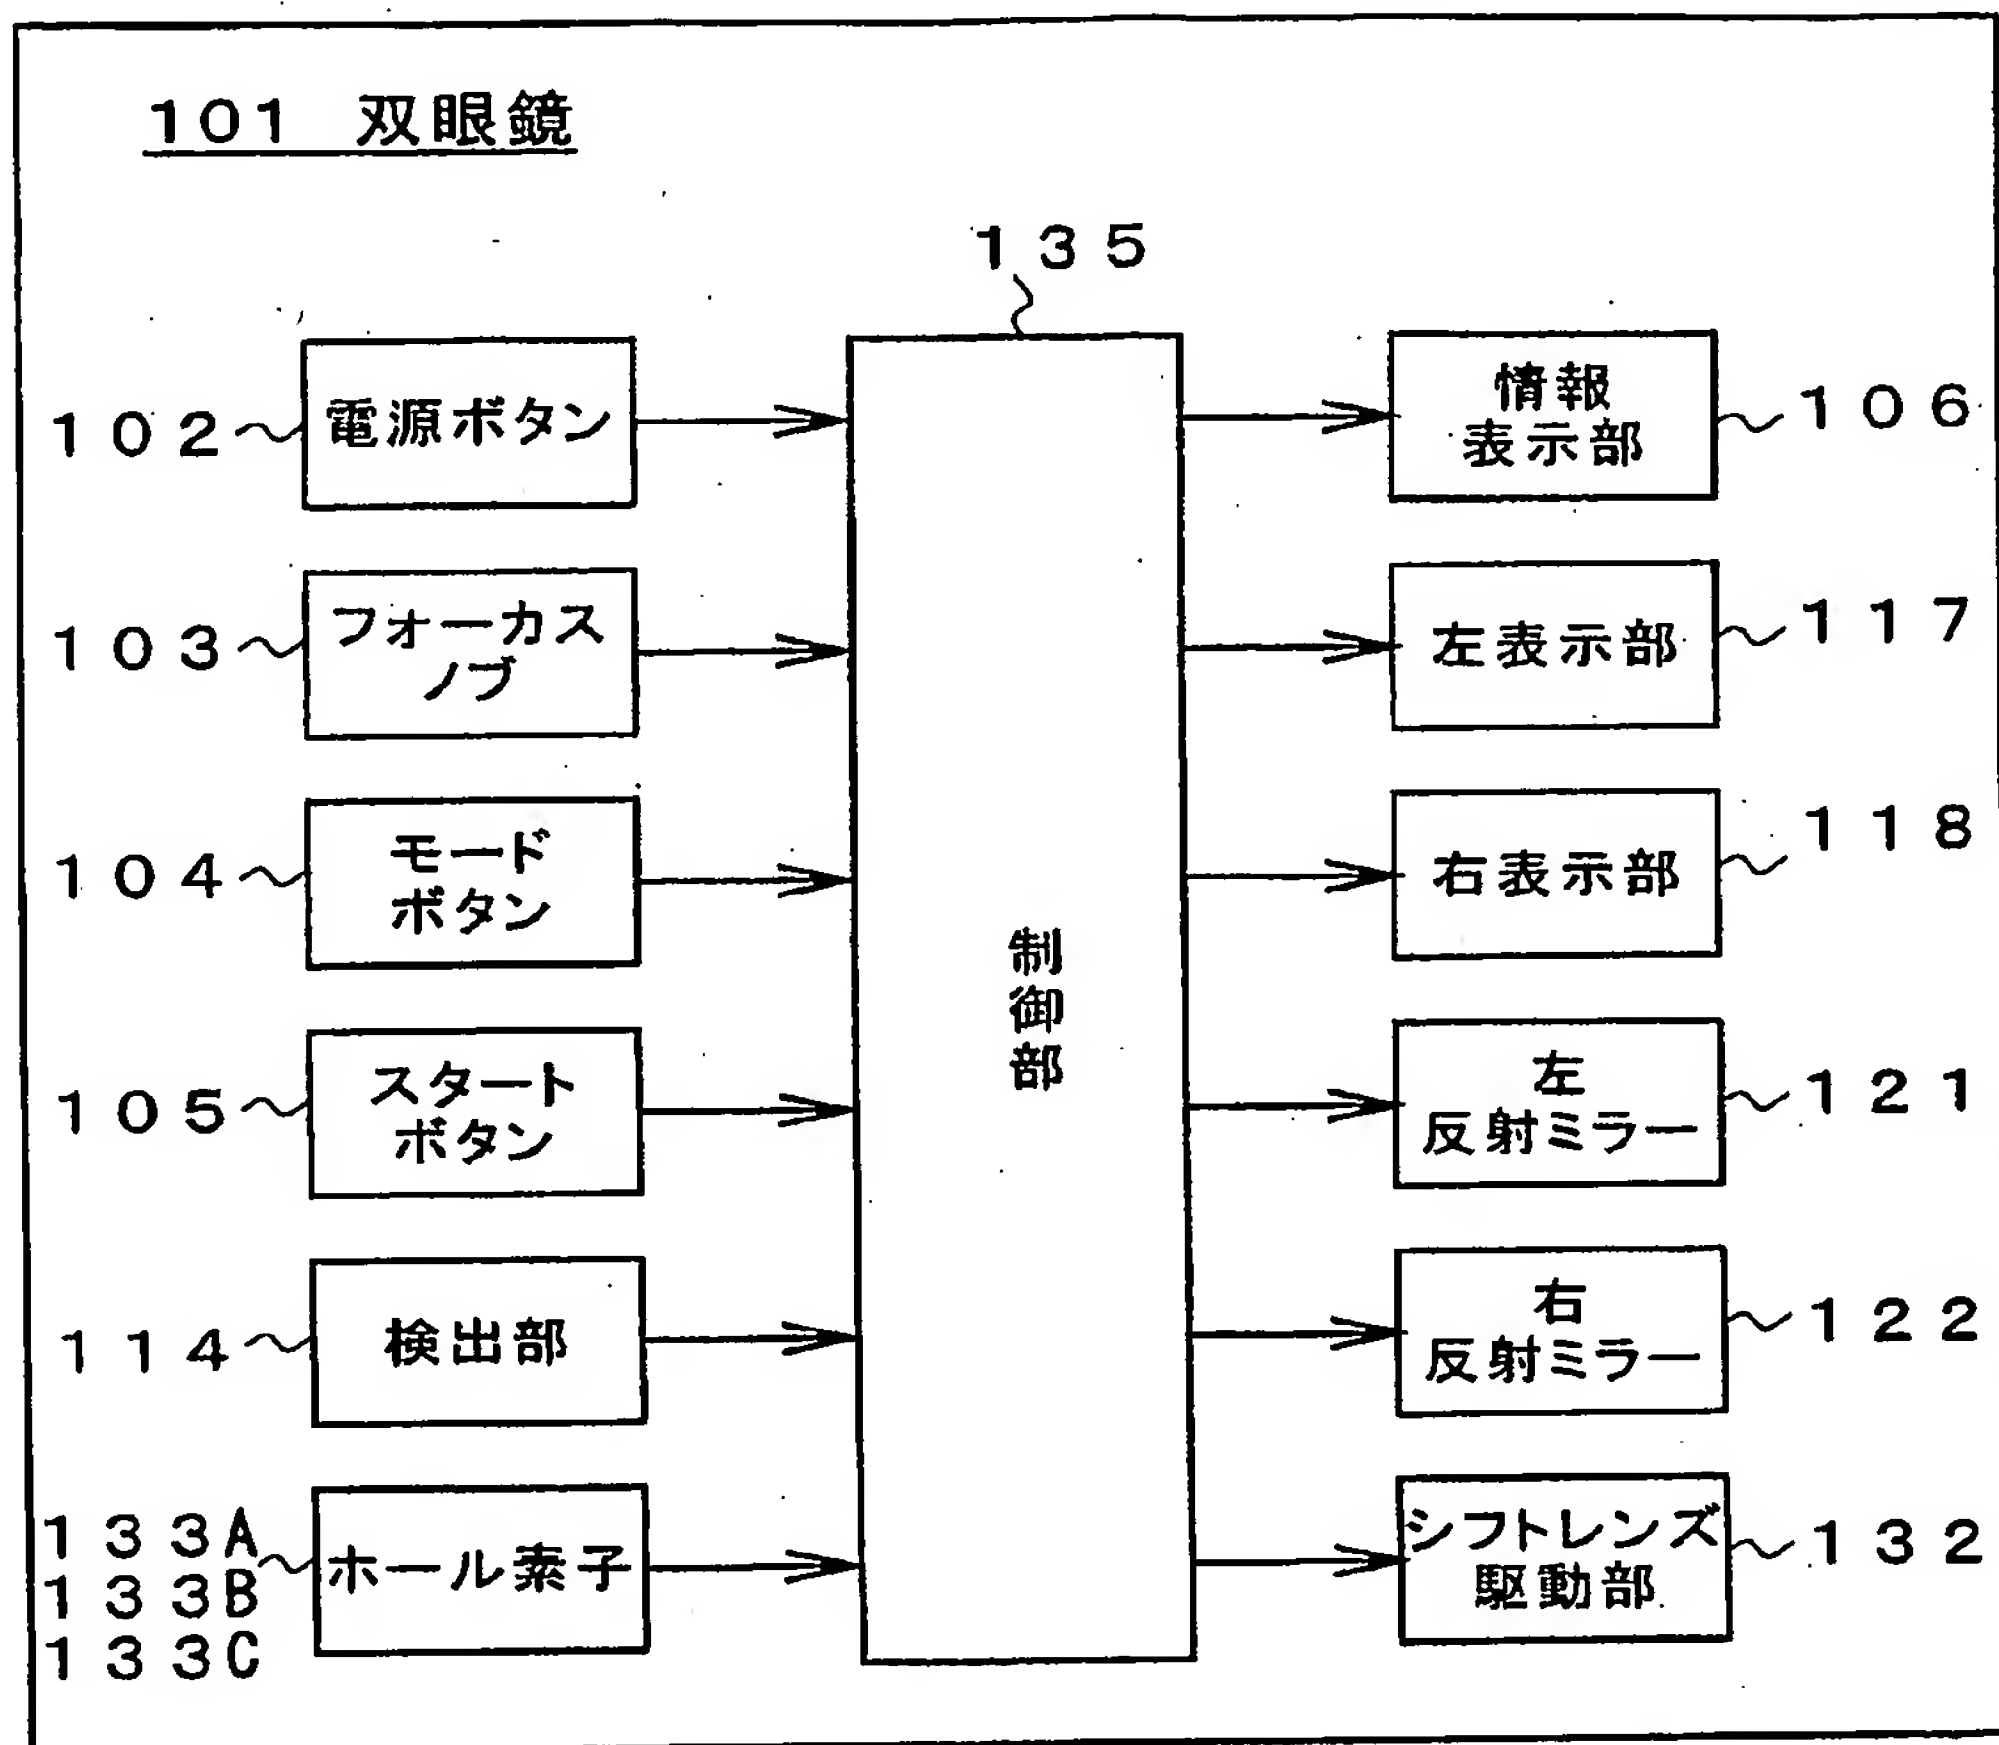 101 双眼鏡
135
102
電源ボタン
情報
表示部
106
103
フォーカス
ノブ
左表示部
117
104
モード
ボタン
右表示部
118
制御部
105
スタート
ボタン
左
反射ミラー
121
114
検出部
右
反射ミラー
122
133A
133B
133C
ホール素子
シフトレンズ
駆動部
132